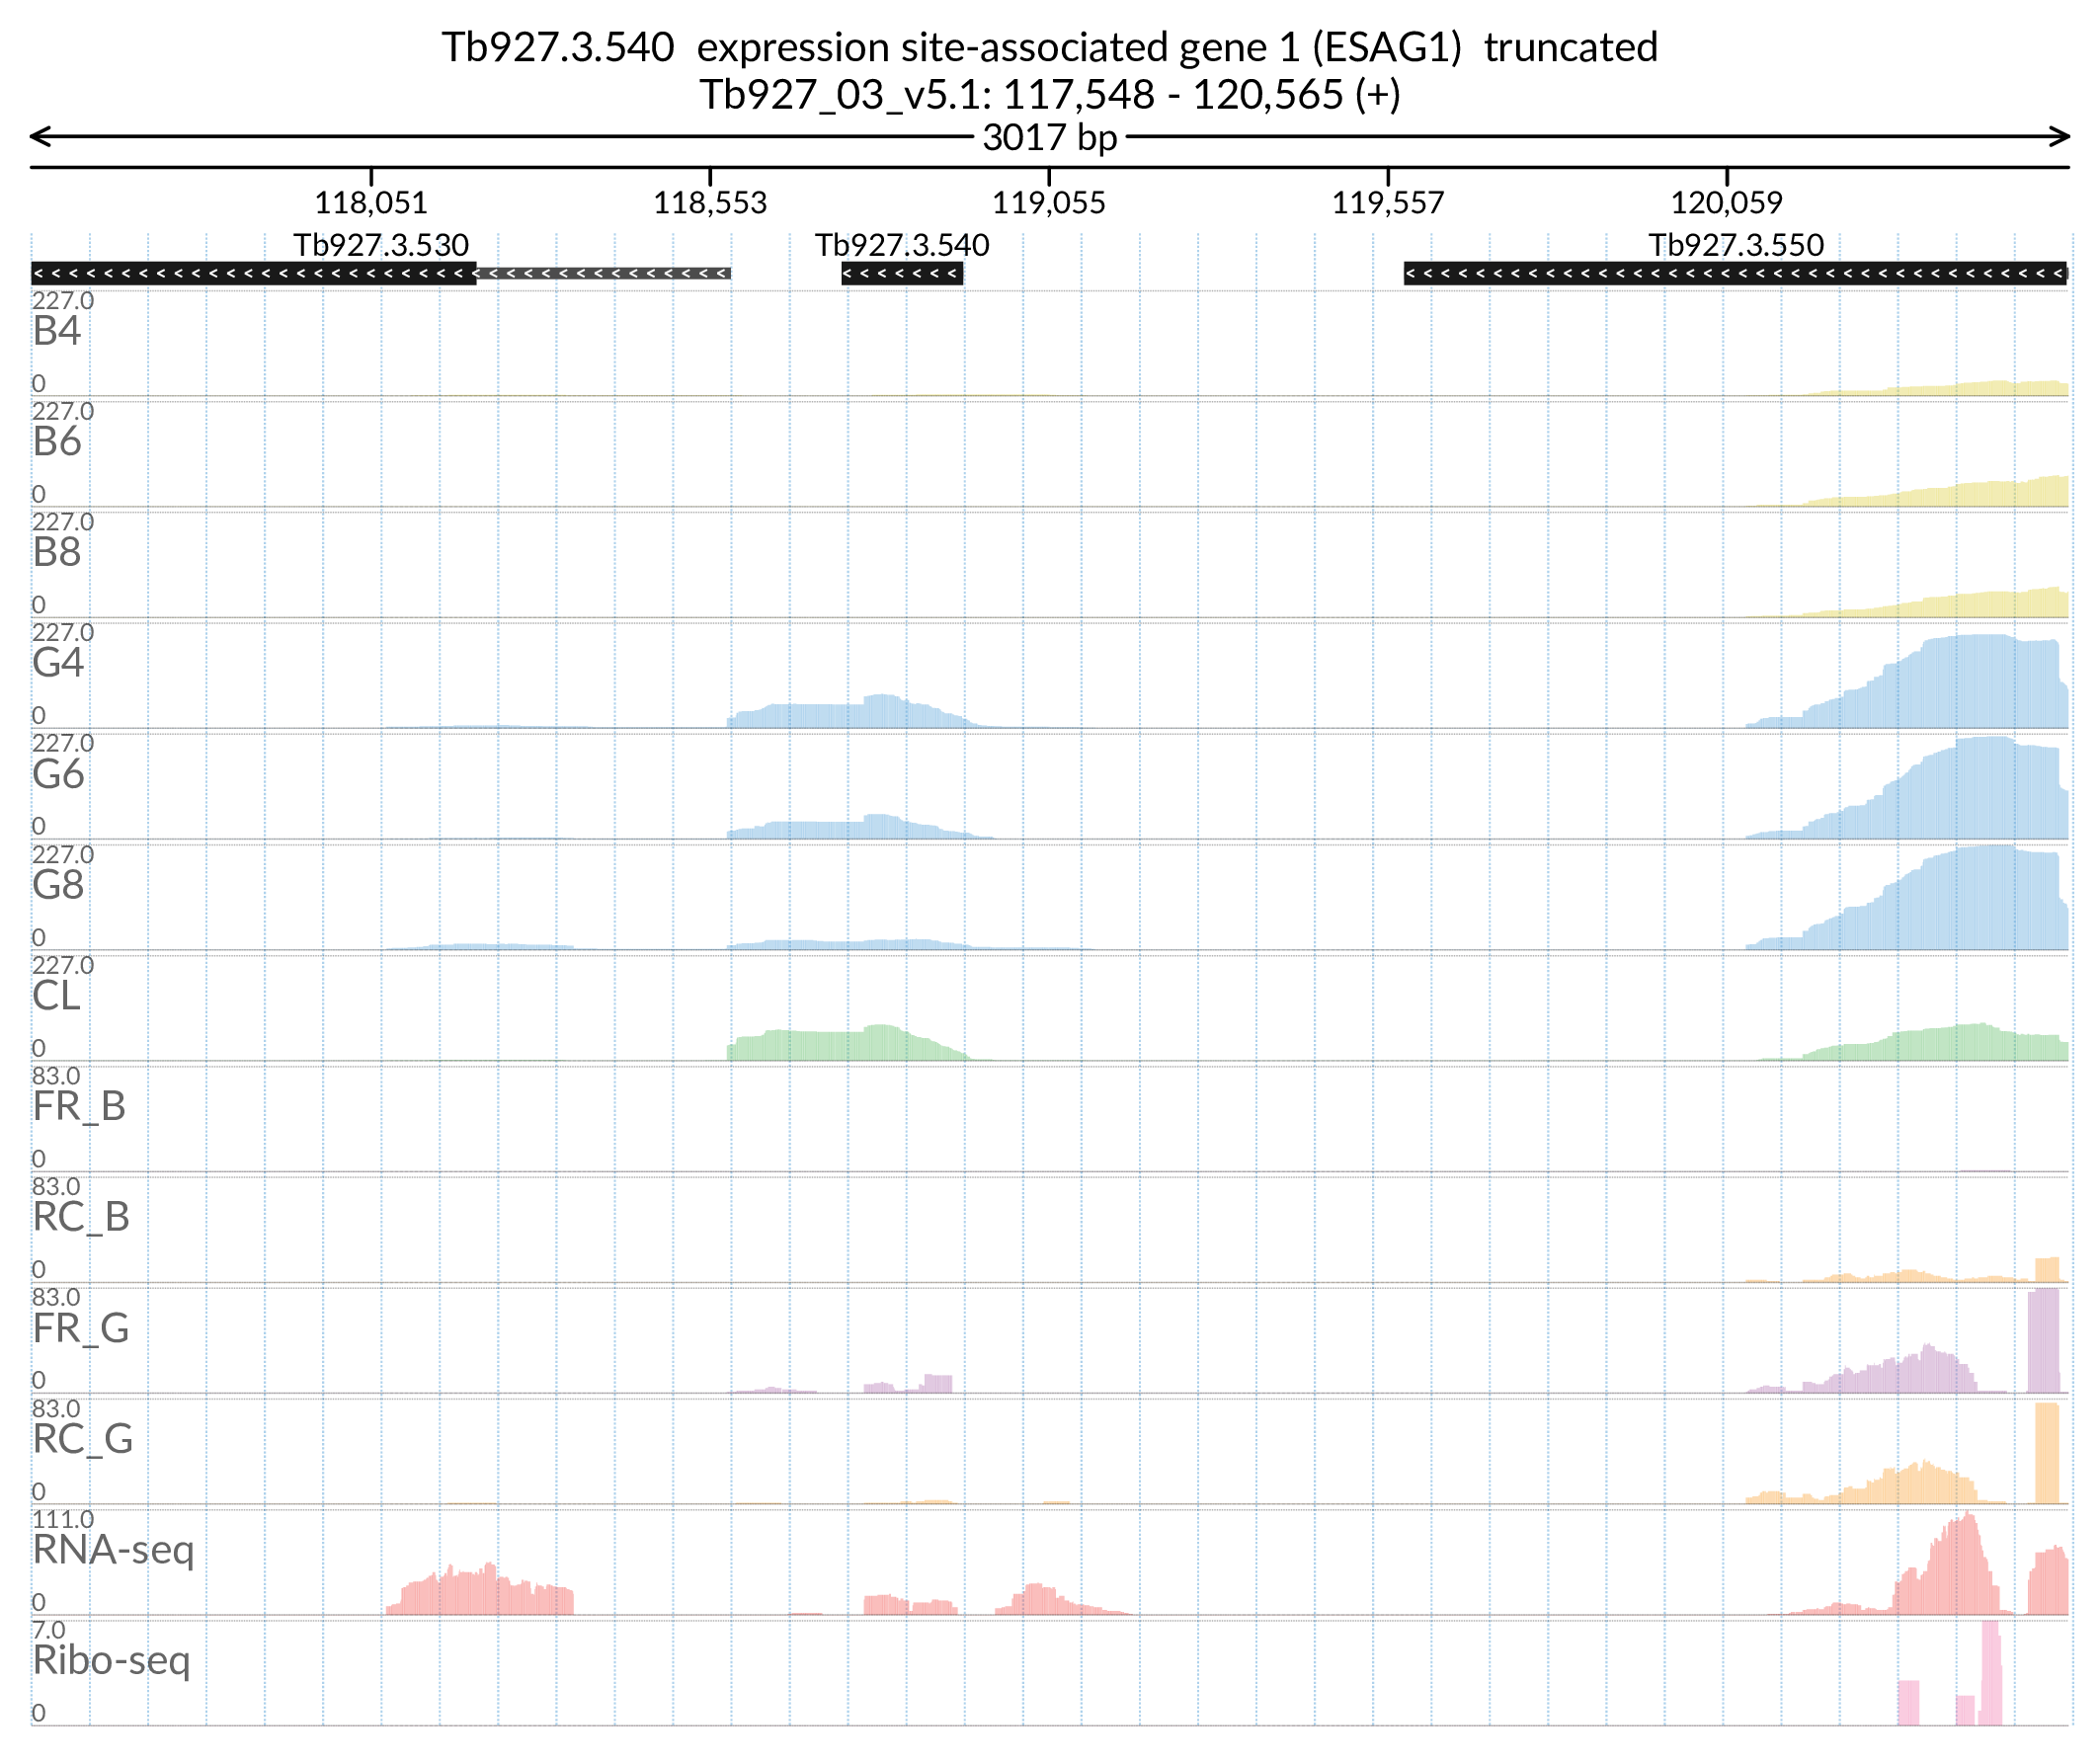 Tb927.3.540 expression site-associated gene 1 (ESAG1) truncated
Tb927_03_v5.1: 117,548 - 120,565 (+)
3017 bp
118,051 118,553 119,055 119,557 120,059
Tb927.3.530 Tb927.3.540 Tb927.3.550
227.0
B4
0
227.0
B6
0
227.0
B8
0
227.0
G4
0
227.0
G6
0
227.0
G8
0
227.0
CL
0
83.0
FR_B
0
83.0
RC_B
0
83.0
FR_G
0
83.0
RC_G
0
111.0
RNA-seq
0
7.0
Ribo-seq
0